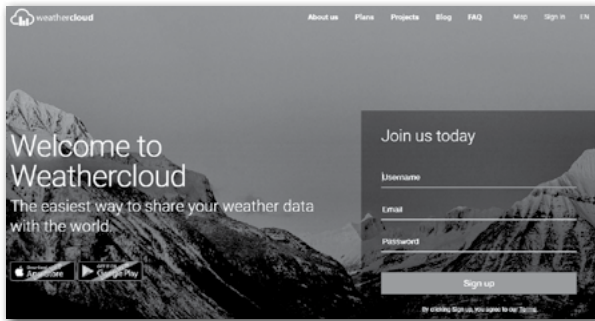 weathercloud
About us Plans Projects Blog FAQ Map Sign in EN
Welcome to
Weathercloud
The easiest way to share your weather data
with the world.
App Store
Google Play
Join us today
Username
Email
Password
Sign up
By clicking Sign up, you agree to our Terms.